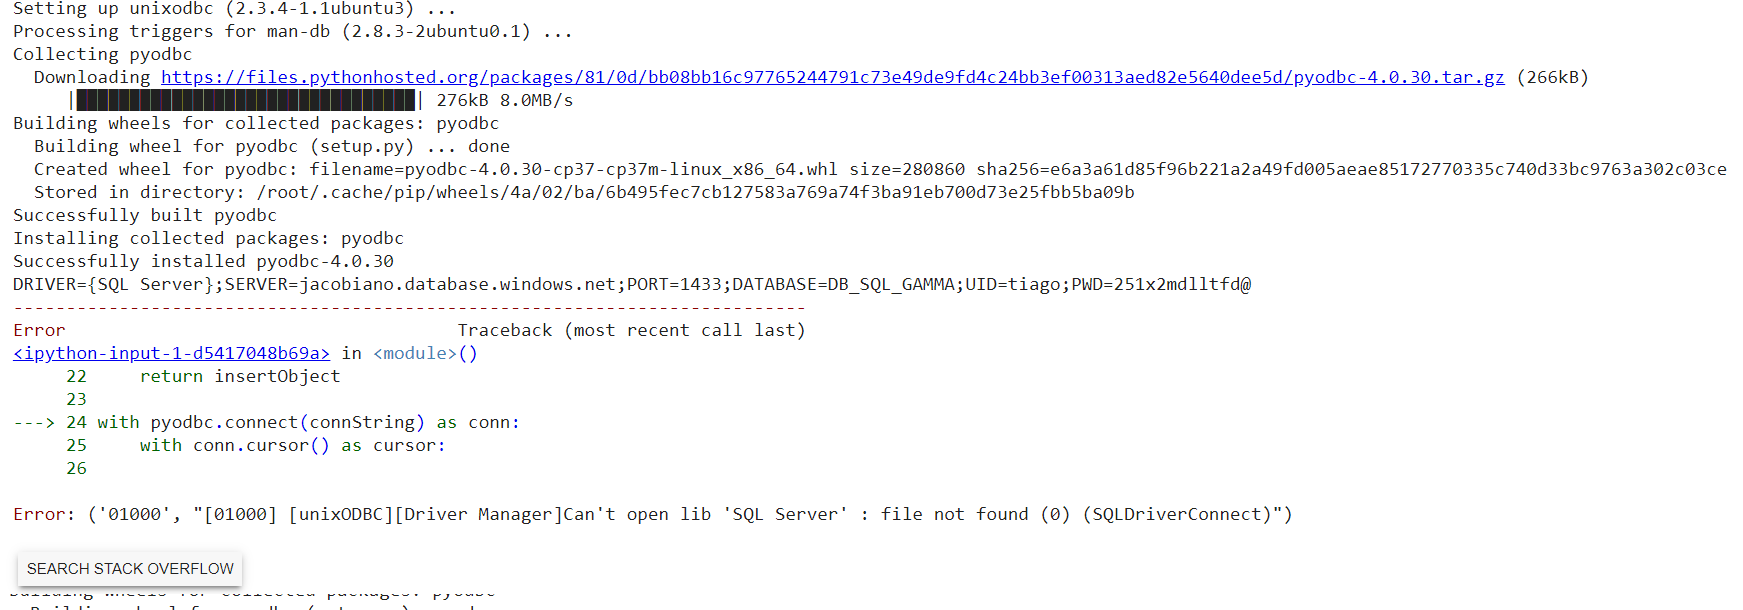 Setting up unixodbc (2.3.4-1.1ubuntu3) ...
Processing triggers for man-db (2.8.3-2ubuntu0.1) ...
Collecting pyodbc
  Downloading https://files.pythonhosted.org/packages/81/0d/bb08bb16c97765244791c73e49de9fd4c24bb3ef00313aed82e5640dee5d/pyodbc-4.0.30.tar.gz (266kB)
     |████████████████████████████████| 276kB 8.0MB/s
Building wheels for collected packages: pyodbc
  Building wheel for pyodbc (setup.py) ... done
  Created wheel for pyodbc: filename=pyodbc-4.0.30-cp37-cp37m-linux_x86_64.whl size=280860 sha256=e6a3a61d85f96b221a2a49fd005aeae85172770335c740d33bc9763a302c03ce
  Stored in directory: /root/.cache/pip/wheels/4a/02/ba/6b495fec7cb127583a769a74f3ba91eb700d73e25fbb5ba09b
Successfully built pyodbc
Installing collected packages: pyodbc
Successfully installed pyodbc-4.0.30
DRIVER={SQL Server};SERVER=jacobiano.database.windows.net;PORT=1433;DATABASE=DB_SQL_GAMMA;UID=tiago;PWD=251x2mdlltfd@
---------------------------------------------------------------------------
Error                                     Traceback (most recent call last)
<ipython-input-1-d5417048b69a> in <module>()
     22     return insertObject
     23
---> 24 with pyodbc.connect(connString) as conn:
     25     with conn.cursor() as cursor:
     26
Error: ('01000', "[01000] [unixODBC][Driver Manager]Can't open lib 'SQL Server' : file not found (0) (SQLDriverConnect)")
SEARCH STACK OVERFLOW
Building wheels for collected packages: pyodbc